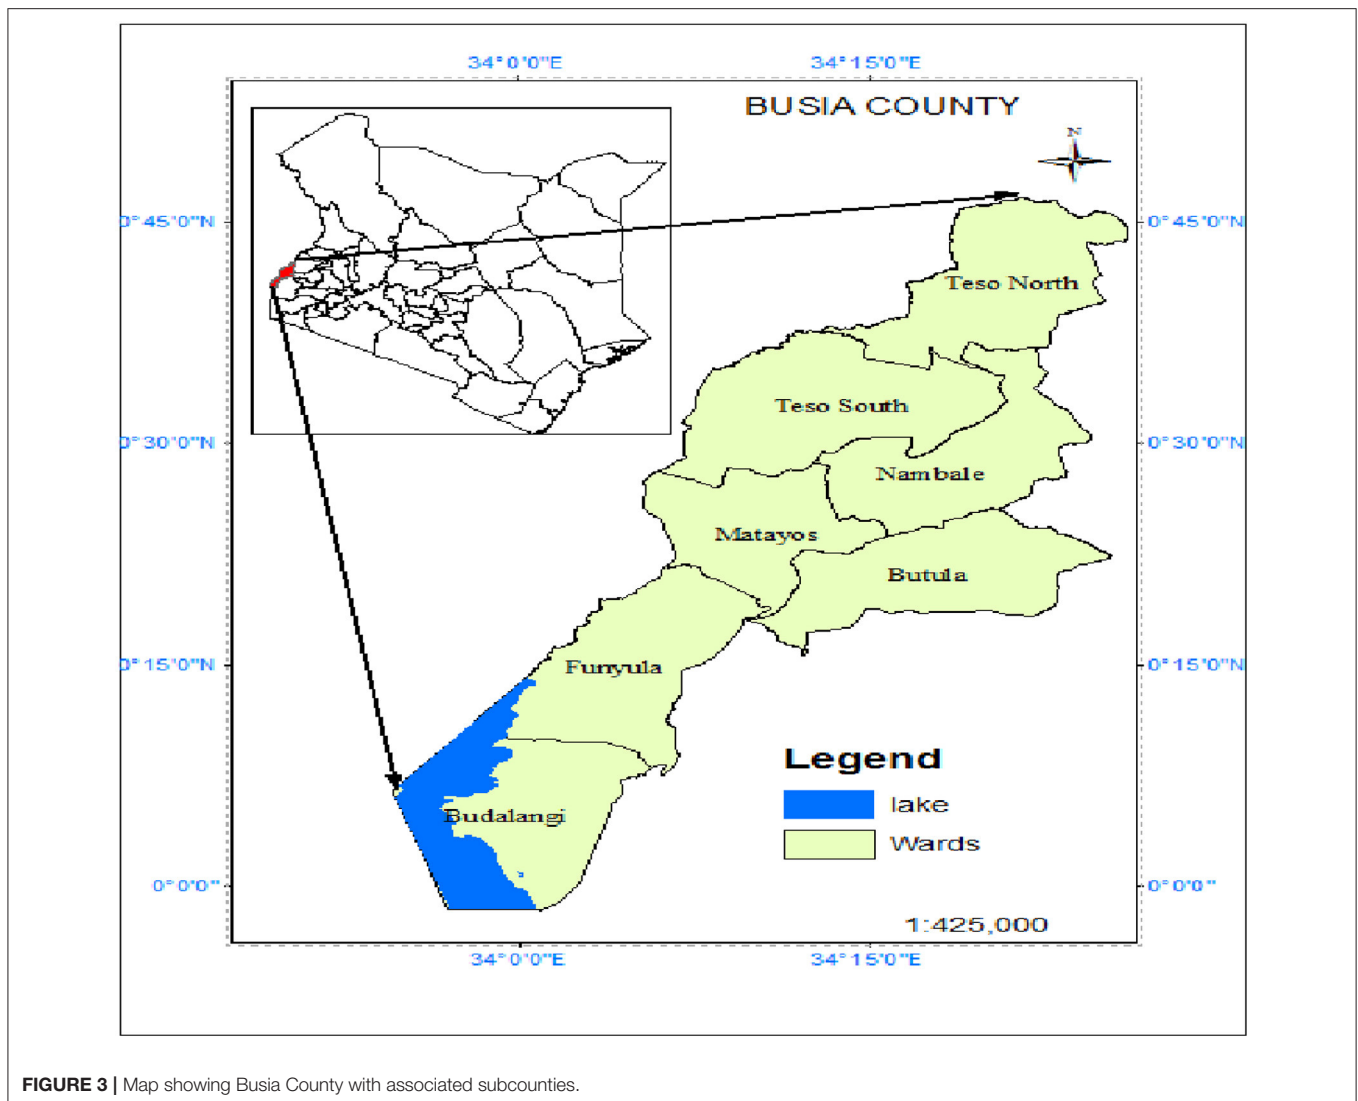 34°0'0"E 34°15'0"E
BUSIA COUNTY
N
0°45'0"N 0°45'0"N
Teso North
Teso South
0°30'0"N 0°30'0"N
Nambale
Matayos
Butula
0°15'0"N 0°15'0"N
Funyula
Legend
lake
Budalangi
Wards
0°0'0" 0°0'0"
1:425,000
34°0'0"E 34°15'0"E
FIGURE 3 | Map showing Busia County with associated subcounties.